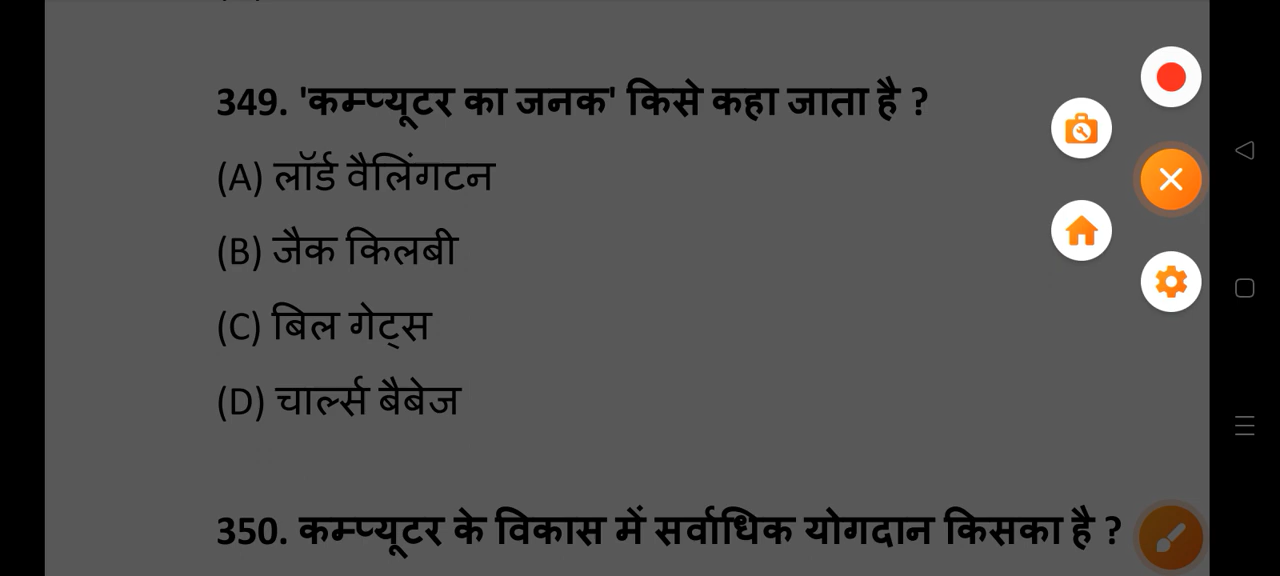 349. 'कम्प्यूटर का जनक' किसे कहा जाता है ?
(A) लॉर्ड वैलिंगटन
(B) जैक किलबी
(C) बिल गेट्स
(D) चार्ल्स बैबेज
350. कम्प्यूटर के विकास में सर्वाधिक योगदान किसका है ?